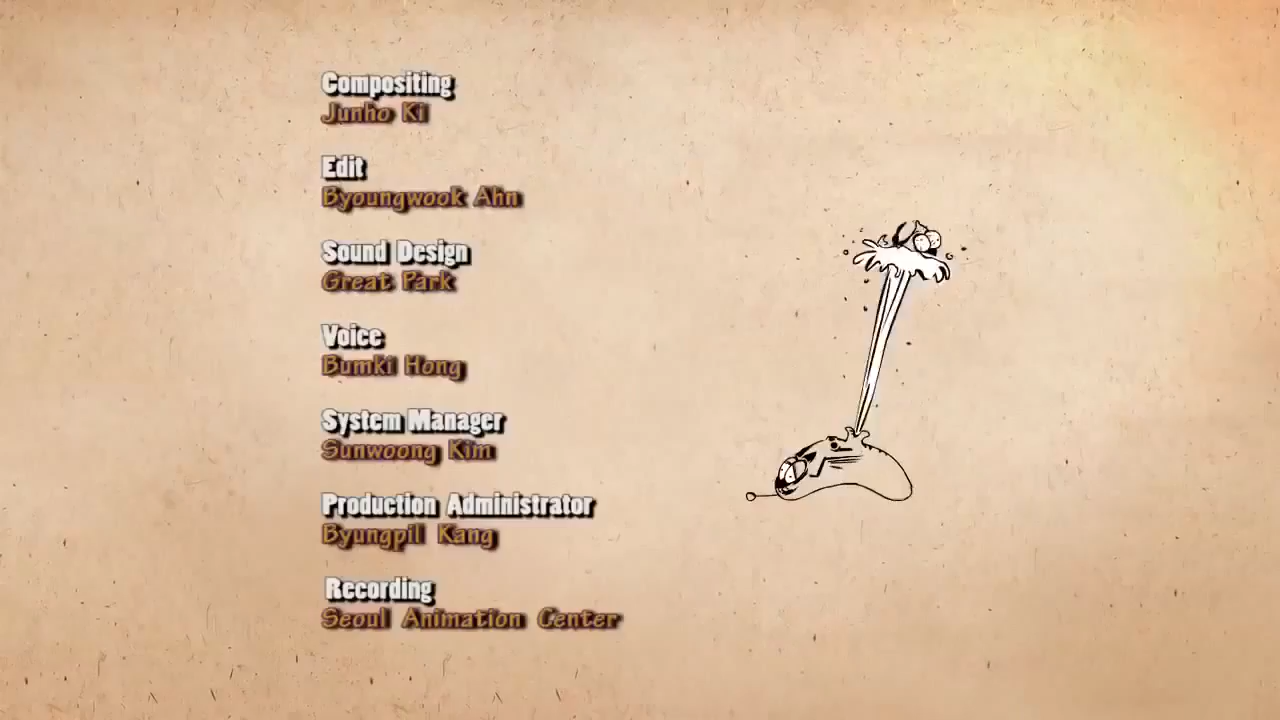 Compositing
Junho Ki
Edit
Byoungwook Ahn
Sound Design
Great Park
Voice
Bumki Hong
System Manager
Sunwoong Kim
Production Administrator
Byungpil Kang
Recording
Seoul Animation Center